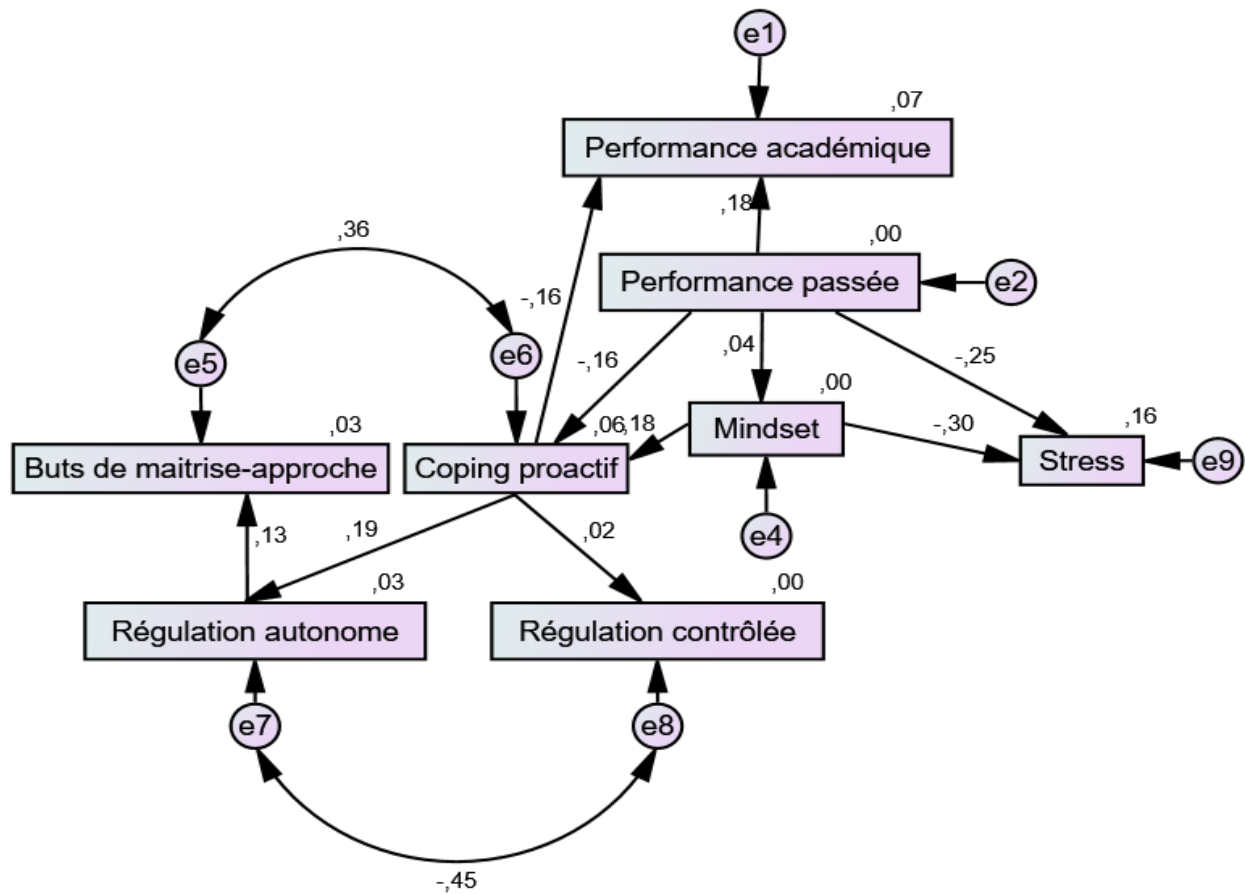 e1
,07
Performance académique
,18
,36
,00
Performance passée
e2
-,16
e5
e6
-,16
,04
-,25
,00
,03
,06
,18
Mindset
-,30
,16
Buts de maitrise-approche
Coping proactif
Stress
e9
,13
,19
,02
e4
,03
,00
Régulation autonome
Régulation contrôlée
e7
e8
-,45